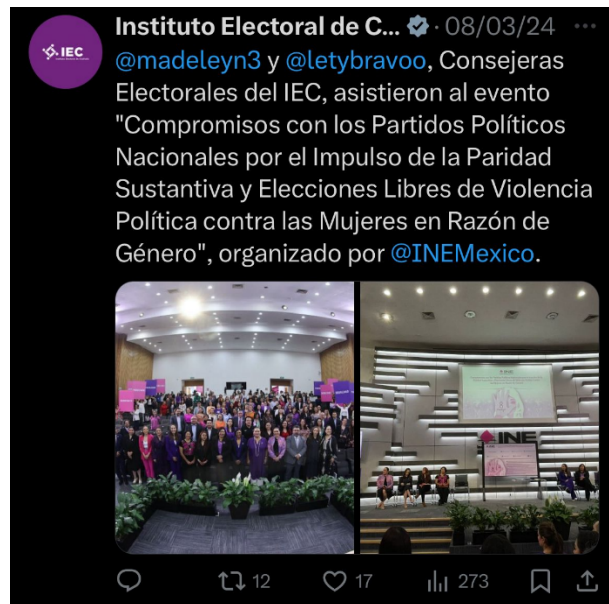 Instituto Electoral de C... · 08/03/24 ...
IEC
@madeleyn3 y @letybravoo, Consejeras
Electorales del IEC, asistieron al evento
"Compromisos con los Partidos Políticos
Nacionales por el Impulso de la Paridad
Sustantiva y Elecciones Libres de Violencia
Política contra las Mujeres en Razón de
Género", organizado por @INEMexico.
INE
12
17
273